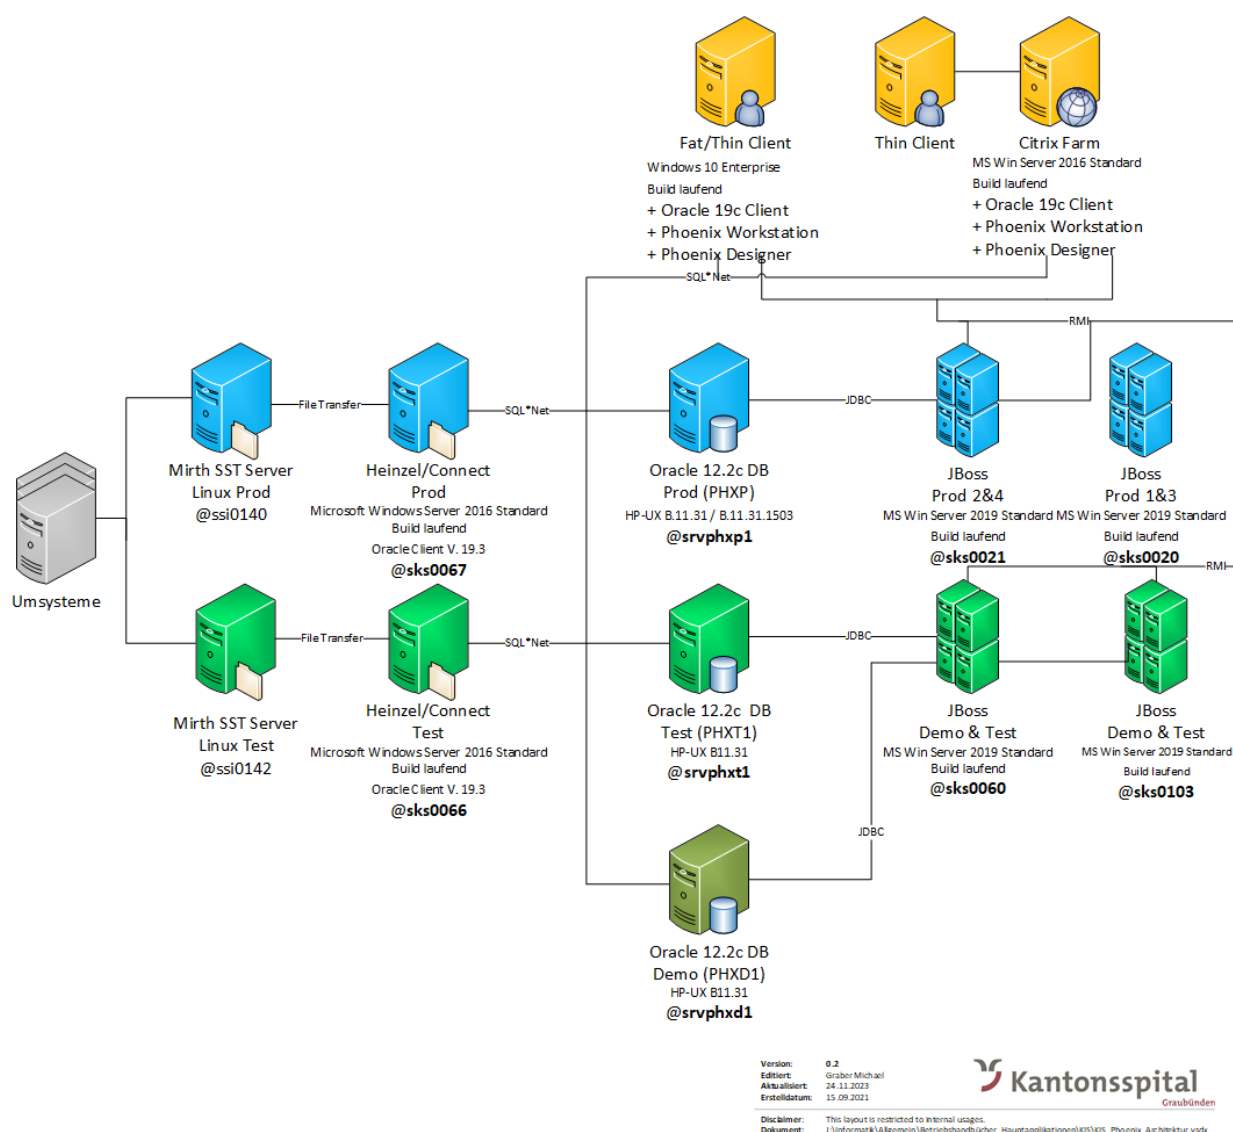 Fat/Thin Client
Windows 10 Enterprise
Build laufend
+ Oracle 19c Client
+ Phoenix Workstation
+ Phoenix Designer
Thin Client
Citrix Farm
MS Win Server 2016 Standard
Build laufend
+ Oracle 19c Client
+ Phoenix Workstation
+ Phoenix Designer
SQL*Net
RMI
File Transfer
SQL*Net
JDBC
Mirth SST Server
Linux Prod
@ssi0140
Heinzel/Connect
Prod
Microsoft Windows Server 2016 Standard
Build laufend
Oracle Client V. 19.3
@sks0067
Oracle 12.2c DB
Prod (PHXP)
HP-UX B.11.31 / B.11.31.1503
@srvphxp1
JBoss
Prod 2&4
MS Win Server 2019 Standard
Build laufend
@sks0021
JBoss
Prod 1&3
MS Win Server 2019 Standard
Build laufend
@sks0020
RMI
Umsysteme
File Transfer
SQL*Net
JDBC
Mirth SST Server
Linux Test
@ssi0142
Heinzel/Connect
Test
Microsoft Windows Server 2016 Standard
Build laufend
Oracle Client V. 19.3
@sks0066
Oracle 12.2c DB
Test (PHXT1)
HP-UX B11.31
@srvphxt1
JBoss
Demo & Test
MS Win Server 2019 Standard
Build laufend
@sks0060
JBoss
Demo & Test
MS Win Server 2019 Standard
Build laufend
@sks0103
JDBC
Oracle 12.2c DB
Demo (PHXD1)
HP-UX B11.31
@srvphxd1
Version: 0.2
Editiert: Graber Michael
Aktualisiert: 24.11.2023
Erstelldatum: 15.09.2021
Kantonsspital
Graubünden
Disclaimer: This layout is restricted to internal usages.
Dokument: J:\Informatik\Allgemein\Betriebshandbücher_Hauptapplikationen\KIS\KIS_Phoenix_Architektur.vsdx